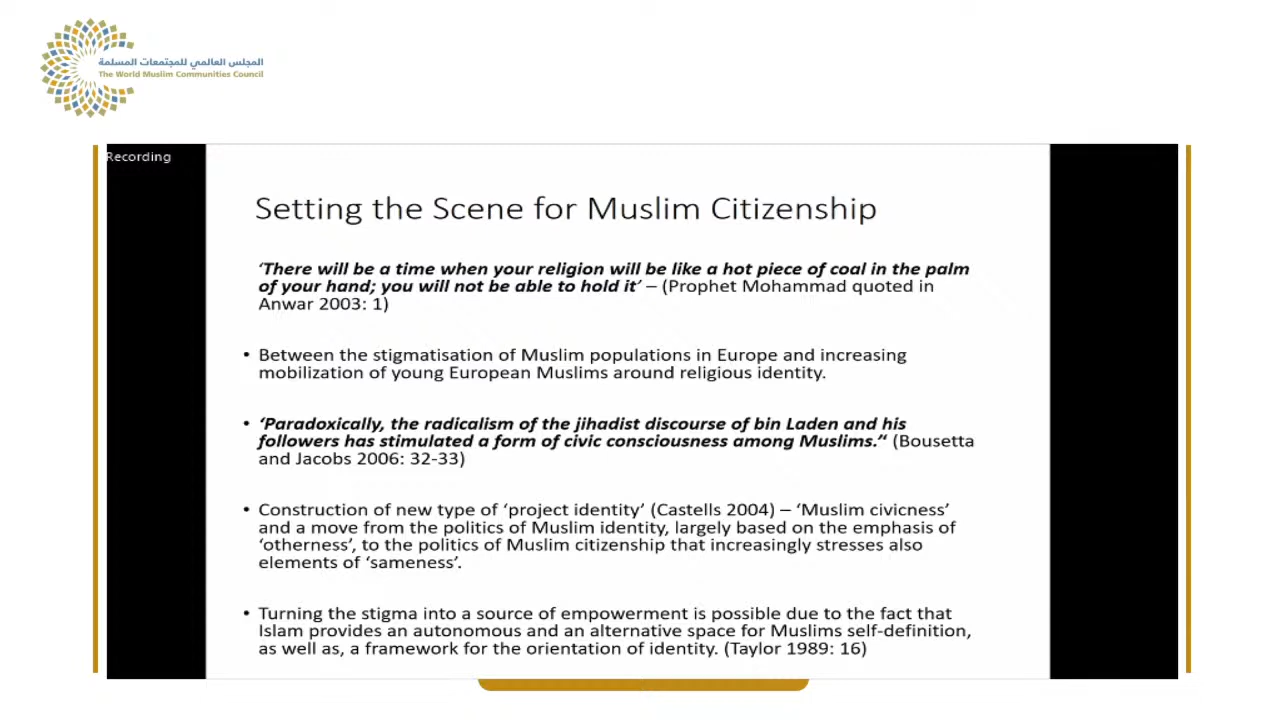 المجلس العالمي للمجتمعات المسلمة
The World Muslim Communities Council
Recording
Setting the Scene for Muslim Citizenship
‘There will be a time when your religion will be like a hot piece of coal in the palm
of your hand; you will not be able to hold it’ – (Prophet Mohammad quoted in
Anwar 2003: 1)
• Between the stigmatisation of Muslim populations in Europe and increasing
mobilization of young European Muslims around religious identity.
• ‘Paradoxically, the radicalism of the jihadist discourse of bin Laden and his
followers has stimulated a form of civic consciousness among Muslims.“ (Bousetta
and Jacobs 2006: 32-33)
• Construction of new type of ‘project identity’ (Castells 2004) – ‘Muslim civicness’
and a move from the politics of Muslim identity, largely based on the emphasis of
‘otherness’, to the politics of Muslim citizenship that increasingly stresses also
elements of ‘sameness’.
• Turning the stigma into a source of empowerment is possible due to the fact that
Islam provides an autonomous and an alternative space for Muslims self-definition,
as well as, a framework for the orientation of identity. (Taylor 1989: 16)